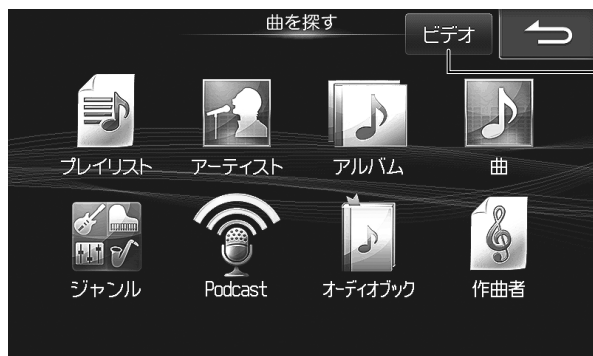 曲を探す
ビデオ
プレイリスト
アーティスト
アルバム
曲
ジャンル
Podcast
オーディオブック
作曲者